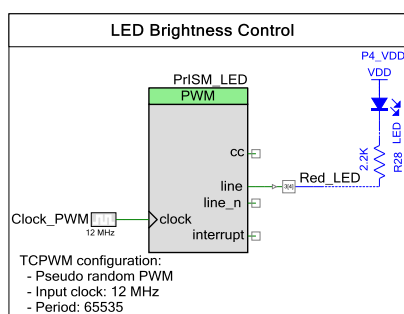 LED Brightness Control
P4_VDD
VDD
PrISM_LED
PWM
LED
cc
2.2K
R28
line
3[4]
Red_LED
line_n
Clock_PWM
clock
12 MHz
interrupt
TCPWM configuration:
- Pseudo random PWM
- Input clock: 12 MHz
- Period: 65535